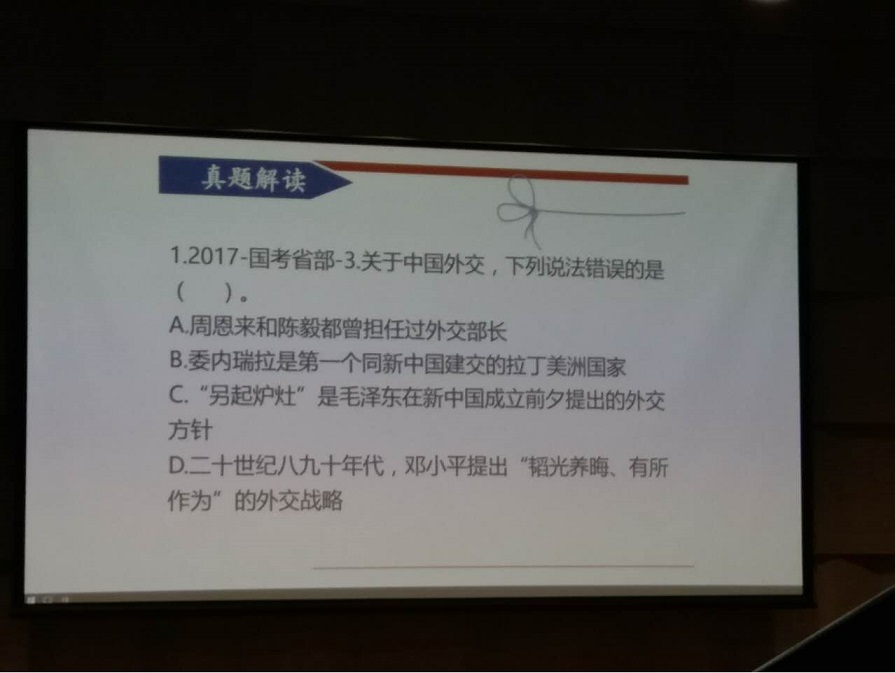 真题解读
1.2017-国考省部-3.关于中国外交，下列说法错误的是
（　　）。
A.周恩来和陈毅都曾担任过外交部长
B.委内瑞拉是第一个同新中国建交的拉丁美洲国家
C.“另起炉灶”是毛泽东在新中国成立前夕提出的外交
方针
D.二十世纪八九十年代，邓小平提出“韬光养晦、有所
作为”的外交战略